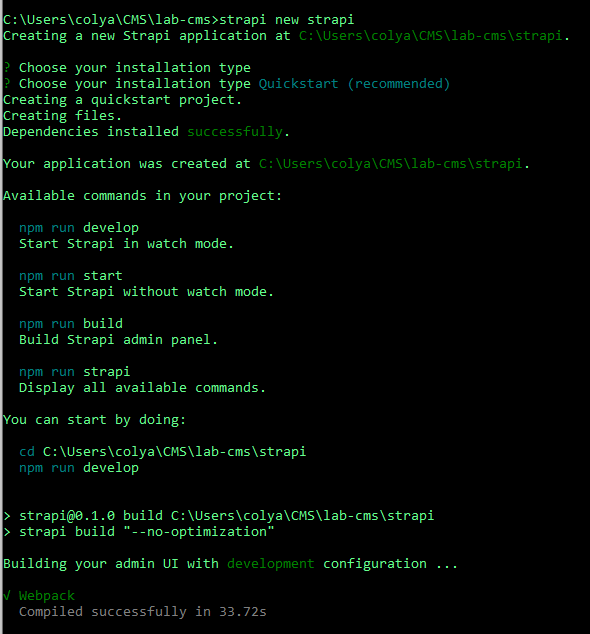 C:\Users\colya\CMS\lab-cms>strapi new strapi
Creating a new Strapi application at C:\Users\colya\CMS\lab-cms\strapi.
? Choose your installation type
? Choose your installation type Quickstart (recommended)
Creating a quickstart project.
Creating files.
Dependencies installed successfully.
Your application was created at C:\Users\colya\CMS\lab-cms\strapi.
Available commands in your project:
npm run develop
Start Strapi in watch mode.
npm run start
Start Strapi without watch mode.
npm run build
Build Strapi admin panel.
npm run strapi
Display all available commands.
You can start by doing:
cd C:\Users\colya\CMS\lab-cms\strapi
npm run develop
> strapi@0.1.0 build C:\Users\colya\CMS\lab-cms\strapi
> strapi build "--no-optimization"
Building your admin UI with development configuration ...
√ Webpack
Compiled successfully in 33.72s